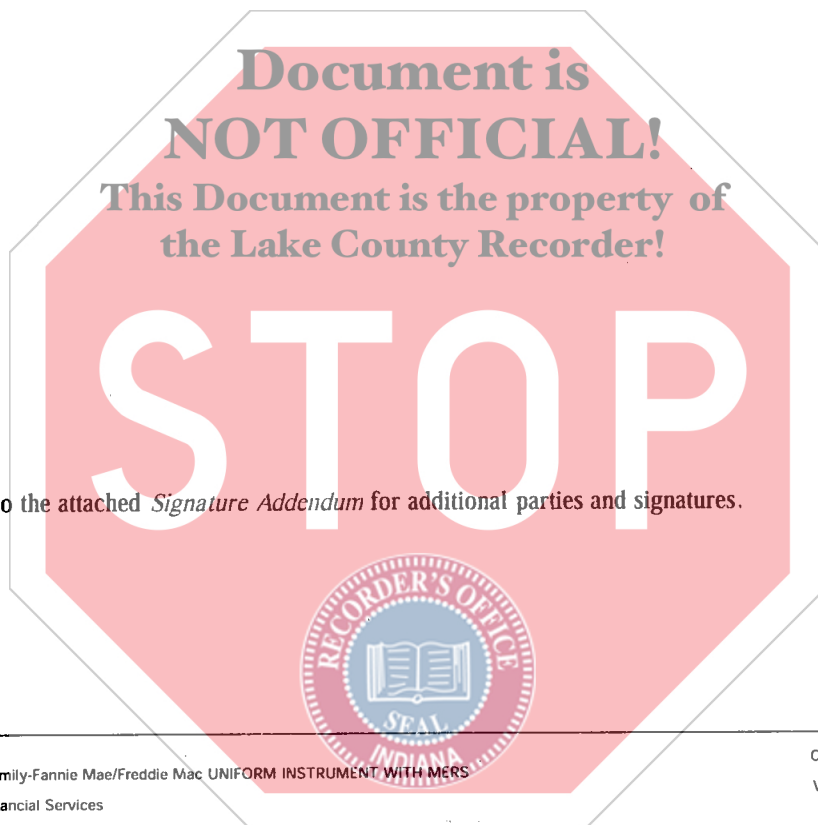 Document is
NOT OFFICIAL!
This Document is the property of
the Lake County Recorder!
STOP
o the attached Signature Addendum for additional parties and signatures.
RECORDER'S OFFICE
SEAL
INDIANA
mily-Fannie Mae/Freddie Mac UNIFORM INSTRUMENT WITH MERS
ancial Services